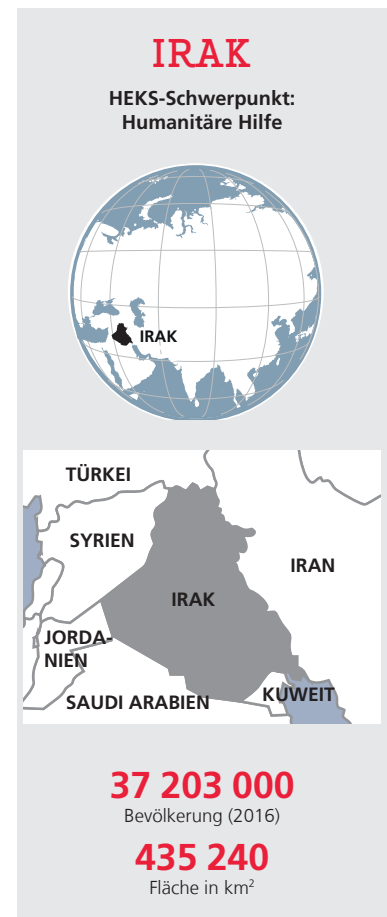 IRAK
HEKS-Schwerpunkt:
Humanitäre Hilfe
IRAK
TÜRKEI
SYRIEN
IRAN
IRAK
JORDA-
NIEN
SAUDI ARABIEN
KUWEIT
37 203 000
Bevölkerung (2016)
435 240
Fläche in km²